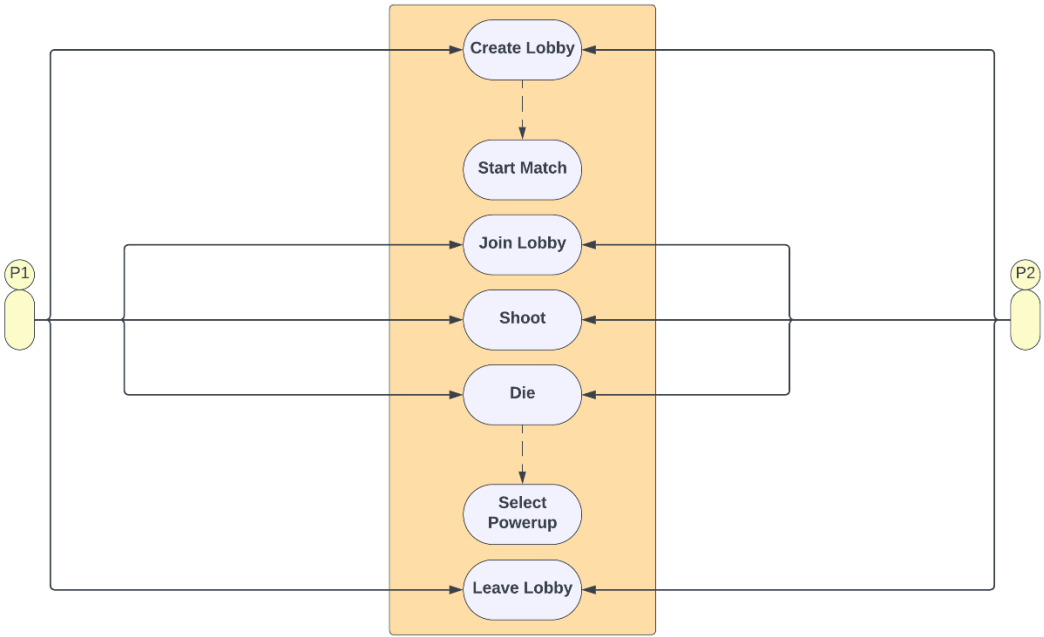 Create Lobby
Start Match
Join Lobby
P1
P2
Shoot
Die
Select
Powerup
Leave Lobby